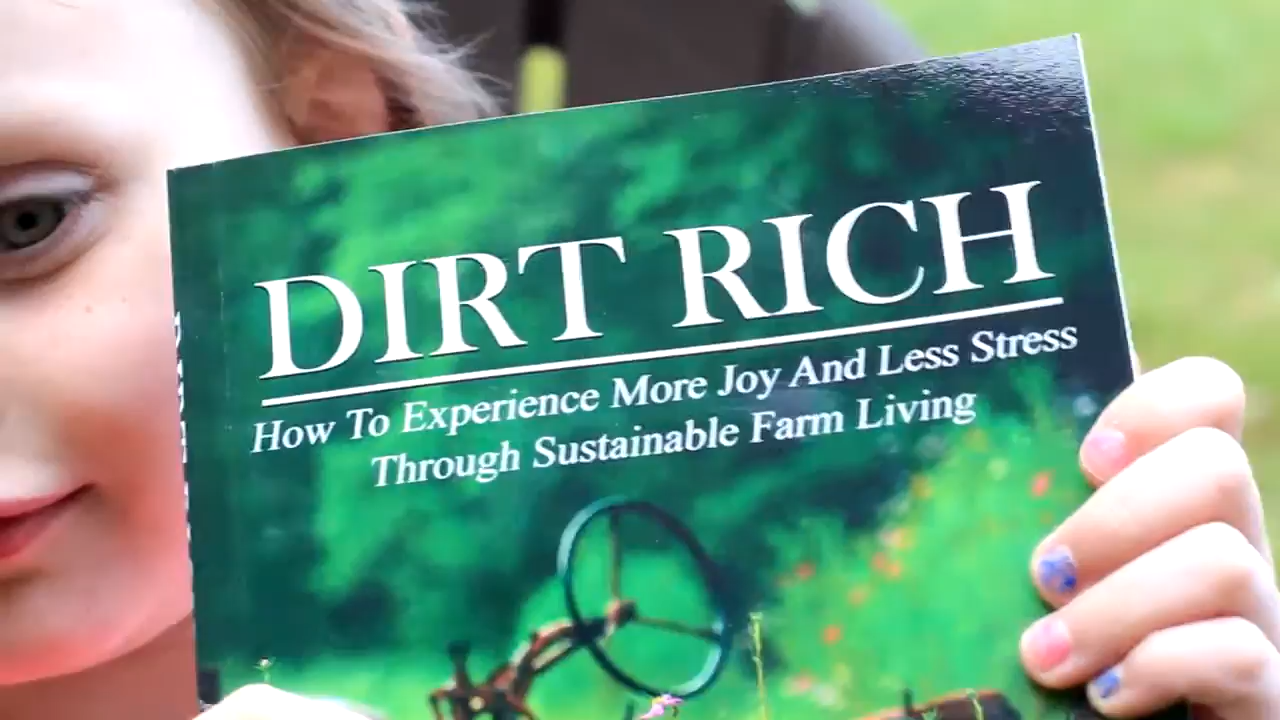 DIRT RICH
How To Experience More Joy And Less Stress
Through Sustainable Farm Living